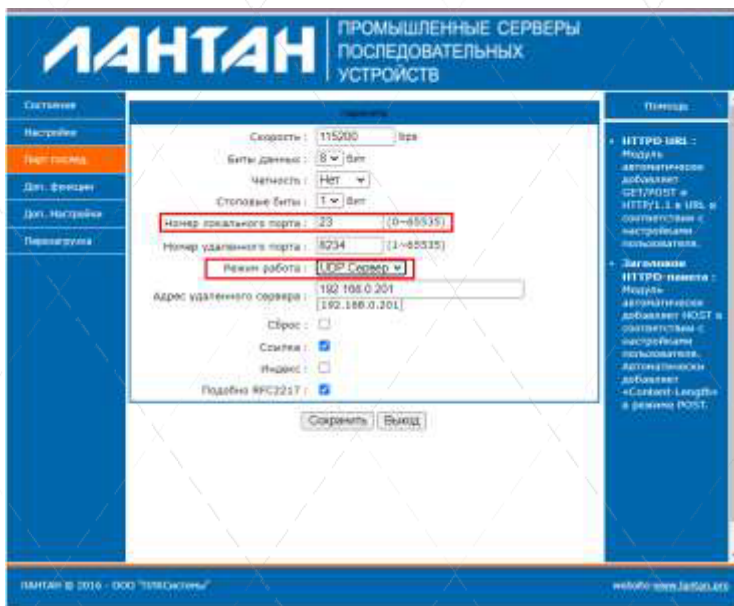 ЛАНТАН
ПРОМЫШЛЕННЫЕ СЕРВЕРЫ
ПОСЛЕДОВАТЕЛЬНЫХ
УСТРОЙСТВ
Состояние
Настройки
Порт послед.
Доп. функции
Доп. Настройки
Перезагрузка
Скорость : 115200 bps
Биты данных : 8 бит
Четность : Нет
Стоповые биты : 1 бит
Номер локального порта : 23 (0~65535)
Номер удаленного порта : 8234 (1~65535)
Режим работа : UDP Сервер
Адрес удаленного сервера : 192.168.0.201
[192.168.0.201]
Сброс :
Ссылка :
Индекс :
Подобно RFC2217 :
Сохранить Выход
Помощь
HTTPD URL :
Модуль
автоматически
добавляет
GET/POST и
HTTP/1.1 в URL в
соответствии с
настройками
пользователя.
Заголовок
HTTPD-пакета :
Модуль
автоматически
добавляет HOST в
соответствии с
настройками
пользователя.
Автоматически
добавляет
«Content-Length»
в режиме POST.
ЛАНТАН © 2016 - ООО "ТЛКСистемы"
website:www.lantan.pro